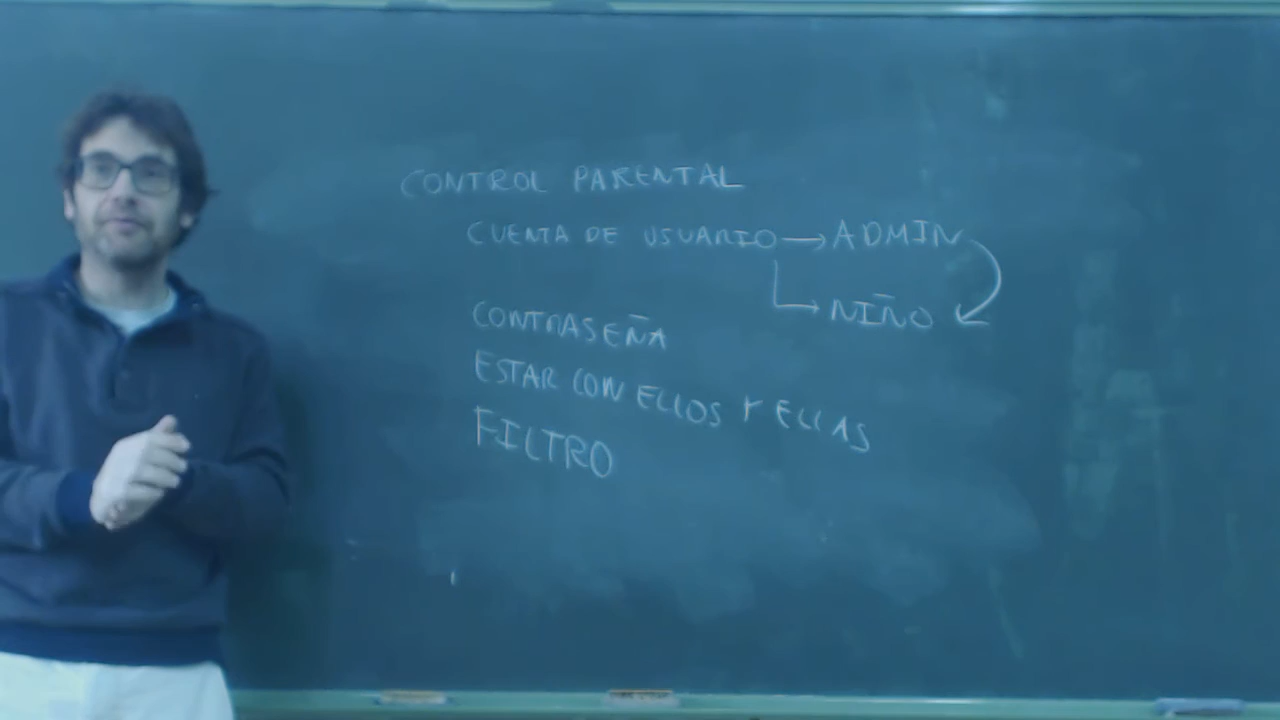 CONTROL PARENTAL
CUENTA DE USUARIO → ADMIN
NIÑO
CONTRASEÑA
ESTAR CON ELLOS Y ELLAS
FILTRO